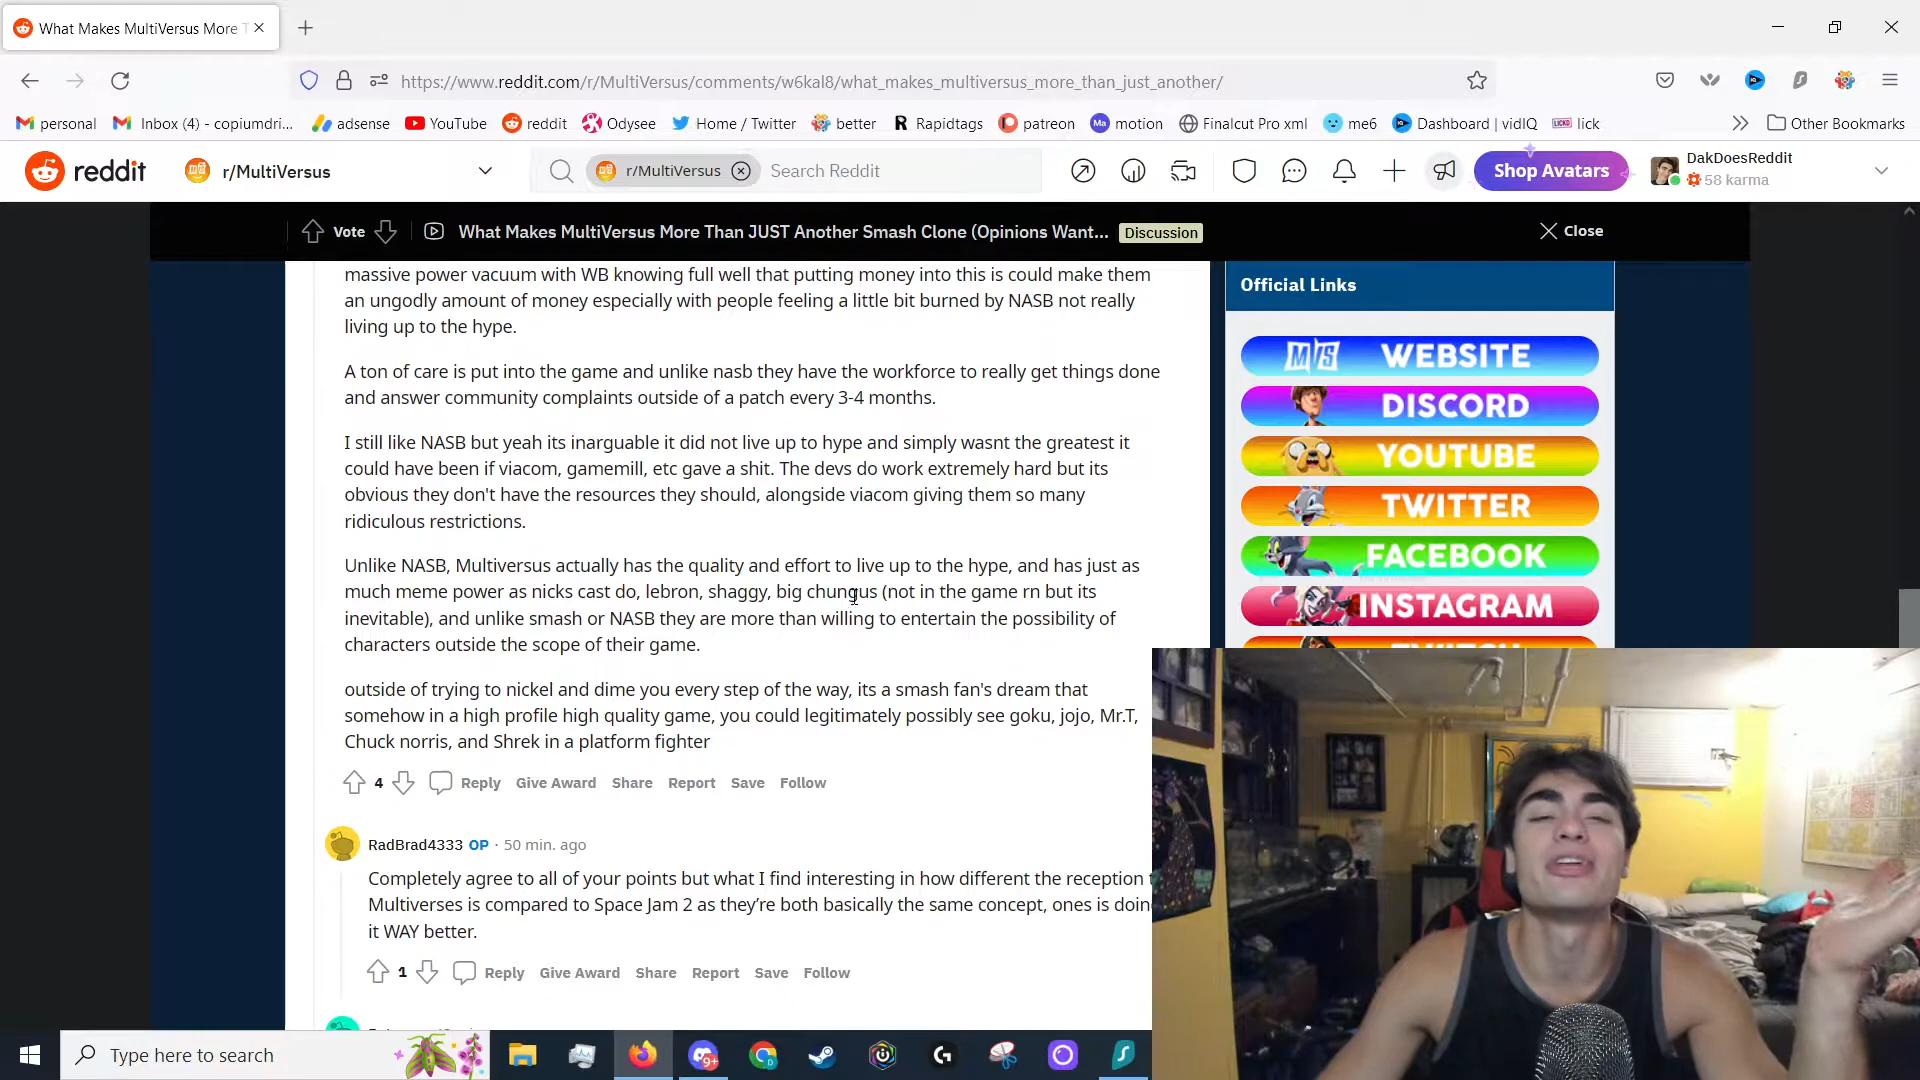 What Makes MultiVersus More T
https://www.reddit.com/r/MultiVersus/comments/w6kal8/what_makes_multiversus_more_than_just_another/
personal
Inbox (4) - copiumdri...
adsense
YouTube
reddit
Odysee
Home / Twitter
better
Rapidtags
patreon
Ma
motion
Finalcut Pro xml
me6
Dashboard | vidIQ
LICKD
lick
Other Bookmarks
reddit
r/MultiVersus
r/MultiVersus
Search Reddit
Shop Avatars
DakDoesReddit
58 karma
Vote
What Makes MultiVersus More Than JUST Another Smash Clone (Opinions Want...
Discussion
Close
massive power vacuum with WB knowing full well that putting money into this is could make them
an ungodly amount of money especially with people feeling a little bit burned by NASB not really
living up to the hype.
A ton of care is put into the game and unlike nasb they have the workforce to really get things done
and answer community complaints outside of a patch every 3-4 months.
I still like NASB but yeah its inarguable it did not live up to hype and simply wasnt the greatest it
could have been if viacom, gamemill, etc gave a shit. The devs do work extremely hard but its
obvious they don't have the resources they should, alongside viacom giving them so many
ridiculous restrictions.
Unlike NASB, Multiversus actually has the quality and effort to live up to the hype, and has just as
much meme power as nicks cast do, lebron, shaggy, big chungus (not in the game rn but its
inevitable), and unlike smash or NASB they are more than willing to entertain the possibility of
characters outside the scope of their game.
outside of trying to nickel and dime you every step of the way, its a smash fan's dream that
somehow in a high profile high quality game, you could legitimately possibly see goku, jojo, Mr.T,
Chuck norris, and Shrek in a platform fighter
4
Reply
Give Award
Share
Report
Save
Follow
RadBrad4333 OP · 50 min. ago
Completely agree to all of your points but what I find interesting in how different the reception
Multiverses is compared to Space Jam 2 as they're both basically the same concept, ones is doin
it WAY better.
1
Reply
Give Award
Share
Report
Save
Follow
Official Links
WEBSITE
DISCORD
YOUTUBE
TWITTER
FACEBOOK
INSTAGRAM
Type here to search
9+